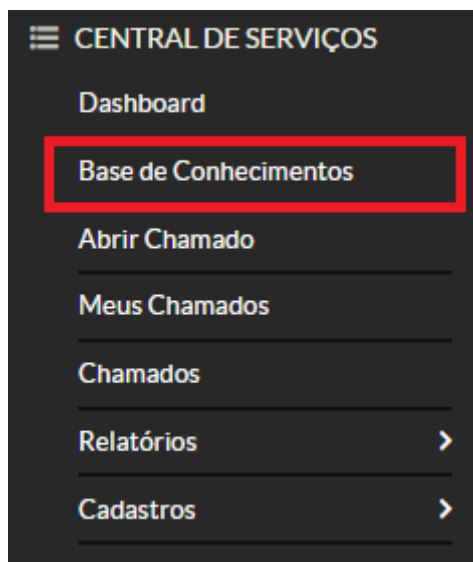 CENTRAL DE SERVIÇOS
Dashboard
Base de Conhecimentos
Abrir Chamado
Meus Chamados
Chamados
Relatórios
Cadastros